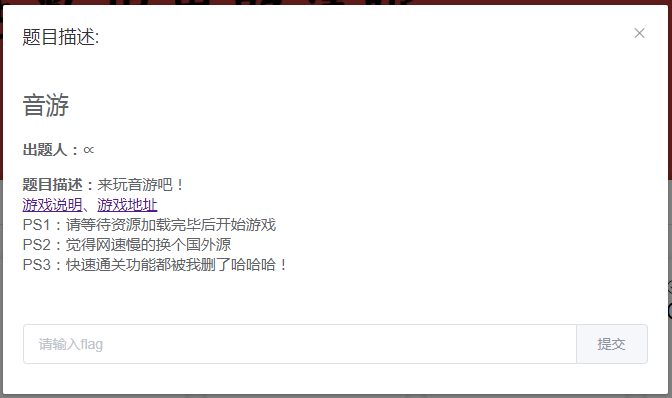 题目描述:
音游
出题人：∝
题目描述：来玩音游吧！
游戏说明、游戏地址
PS1：请等待资源加载完毕后开始游戏
PS2：觉得网速慢的换个国外源
PS3：快速通关功能都被我删了哈哈哈！
请输入flag
提交